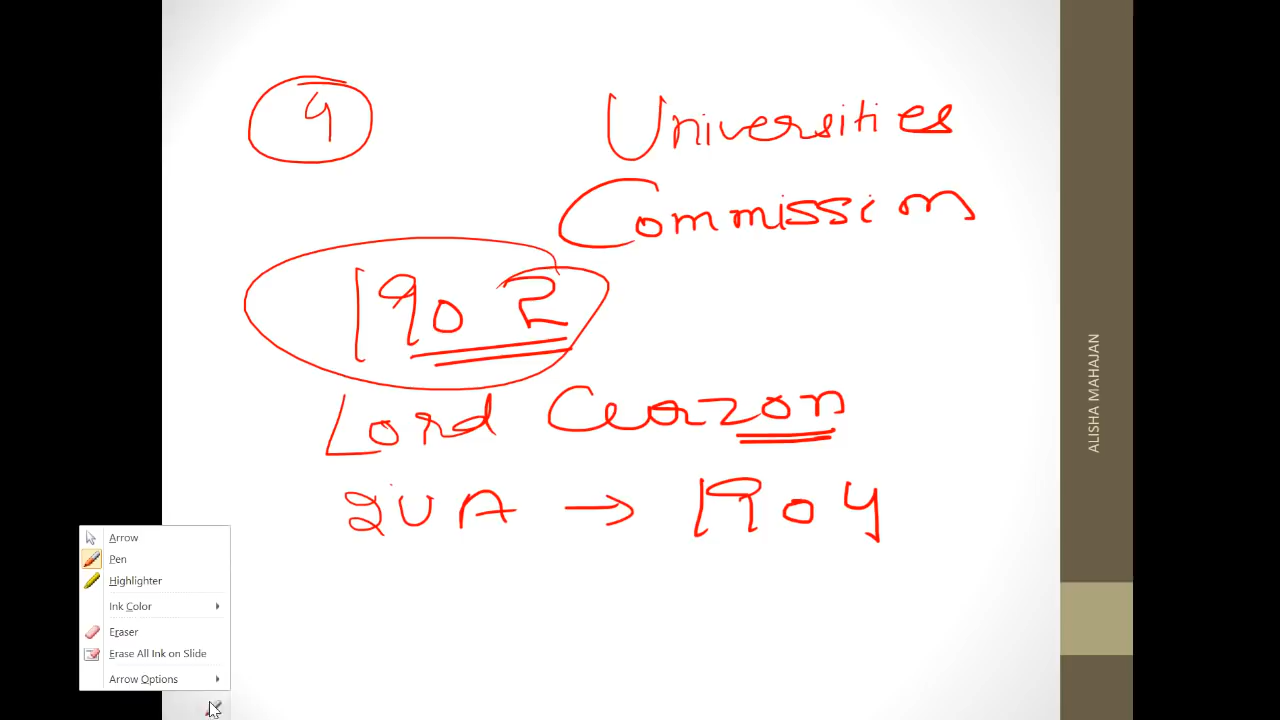 4
Universities
Commission
1902
Lord Curzon
IUA → 1904
ALISHA MAHAJAN
Arrow
Pen
Highlighter
Ink Color
Eraser
Erase All Ink on Slide
Arrow Options